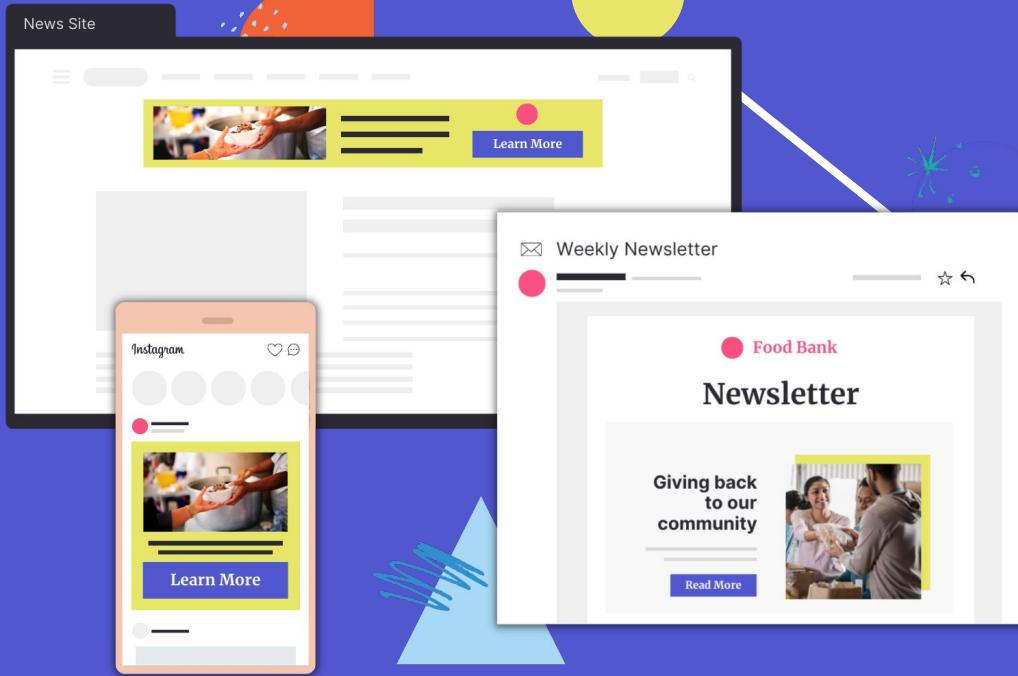 News Site
Learn More
Weekly Newsletter
Food Bank
Newsletter
Giving back
to our
community
Read More
Instagram
Learn More